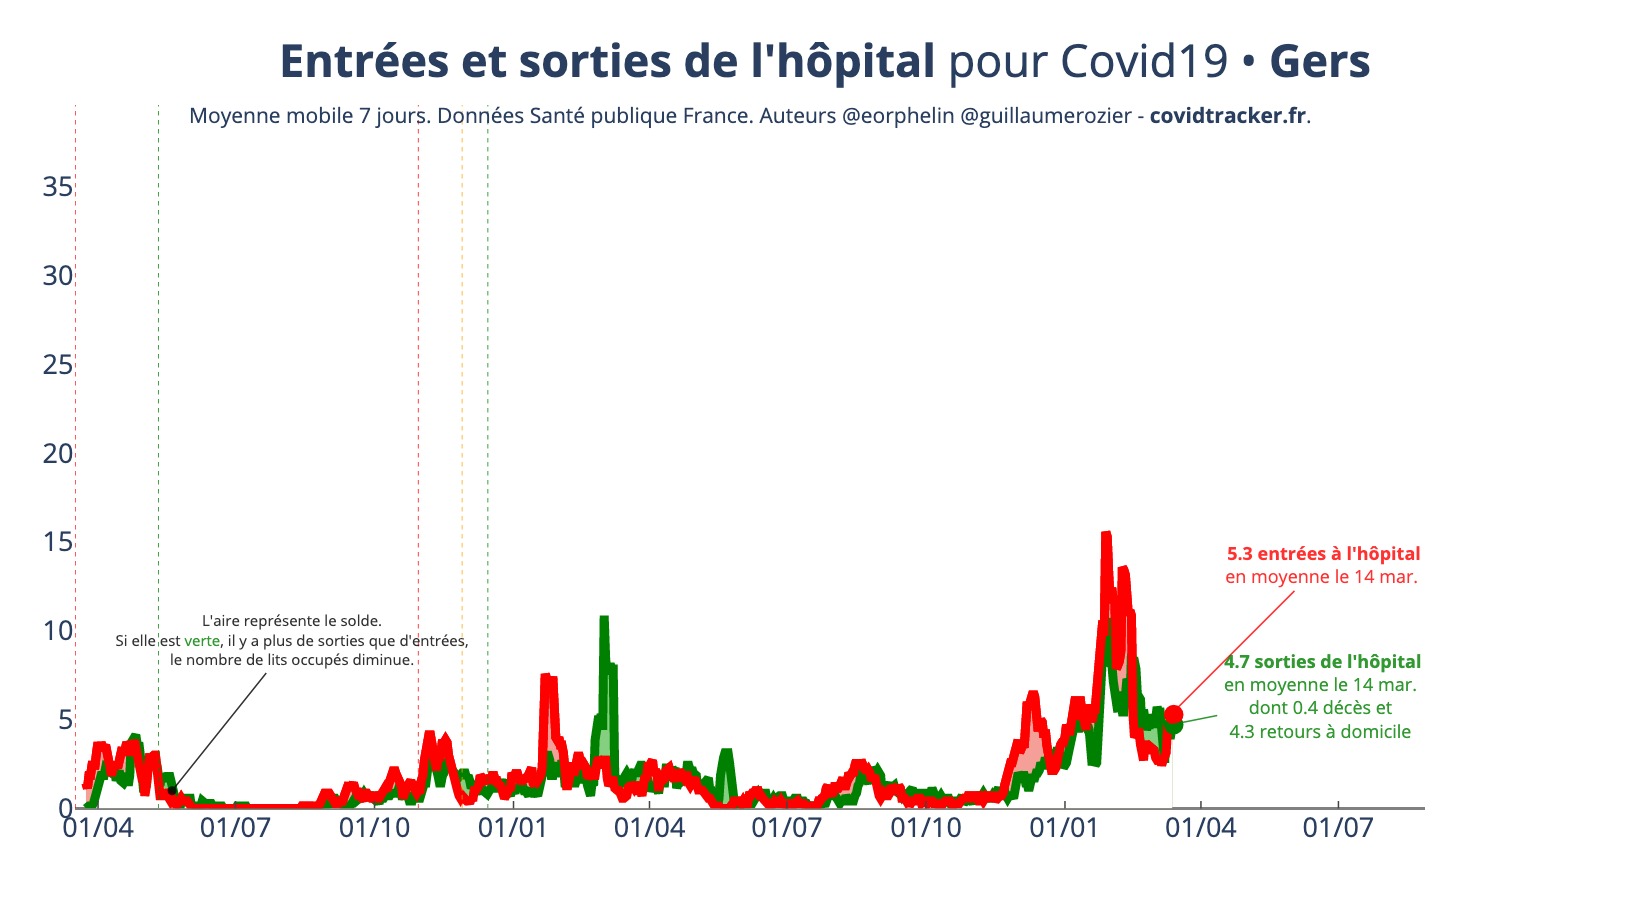 Entrées et sorties de l'hôpital pour Covid19 • Gers
Moyenne mobile 7 jours. Données Santé publique France. Auteurs @eorphelin @guillaumerozier - covidtracker.fr.
35
30
25
20
15
10
5
0
5.3 entrées à l'hôpital
en moyenne le 14 mar.
L'aire représente le solde.
Si elle est verte, il y a plus de sorties que d'entrées,
le nombre de lits occupés diminue.
4.7 sorties de l'hôpital
en moyenne le 14 mar.
dont 0.4 décès et
4.3 retours à domicile
01/04 01/07 01/10 01/01 01/04 01/07 01/10 01/01 01/04 01/07